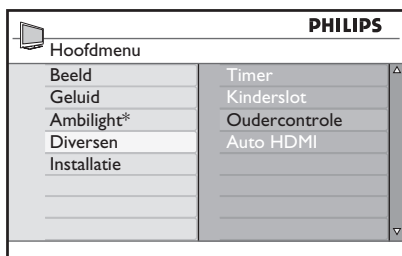 PHILIPS
Hoofdmenu
Beeld
Geluid
Ambilight*
Diversen
Installatie
Timer
Kinderslot
Oudercontrole
Auto HDMI